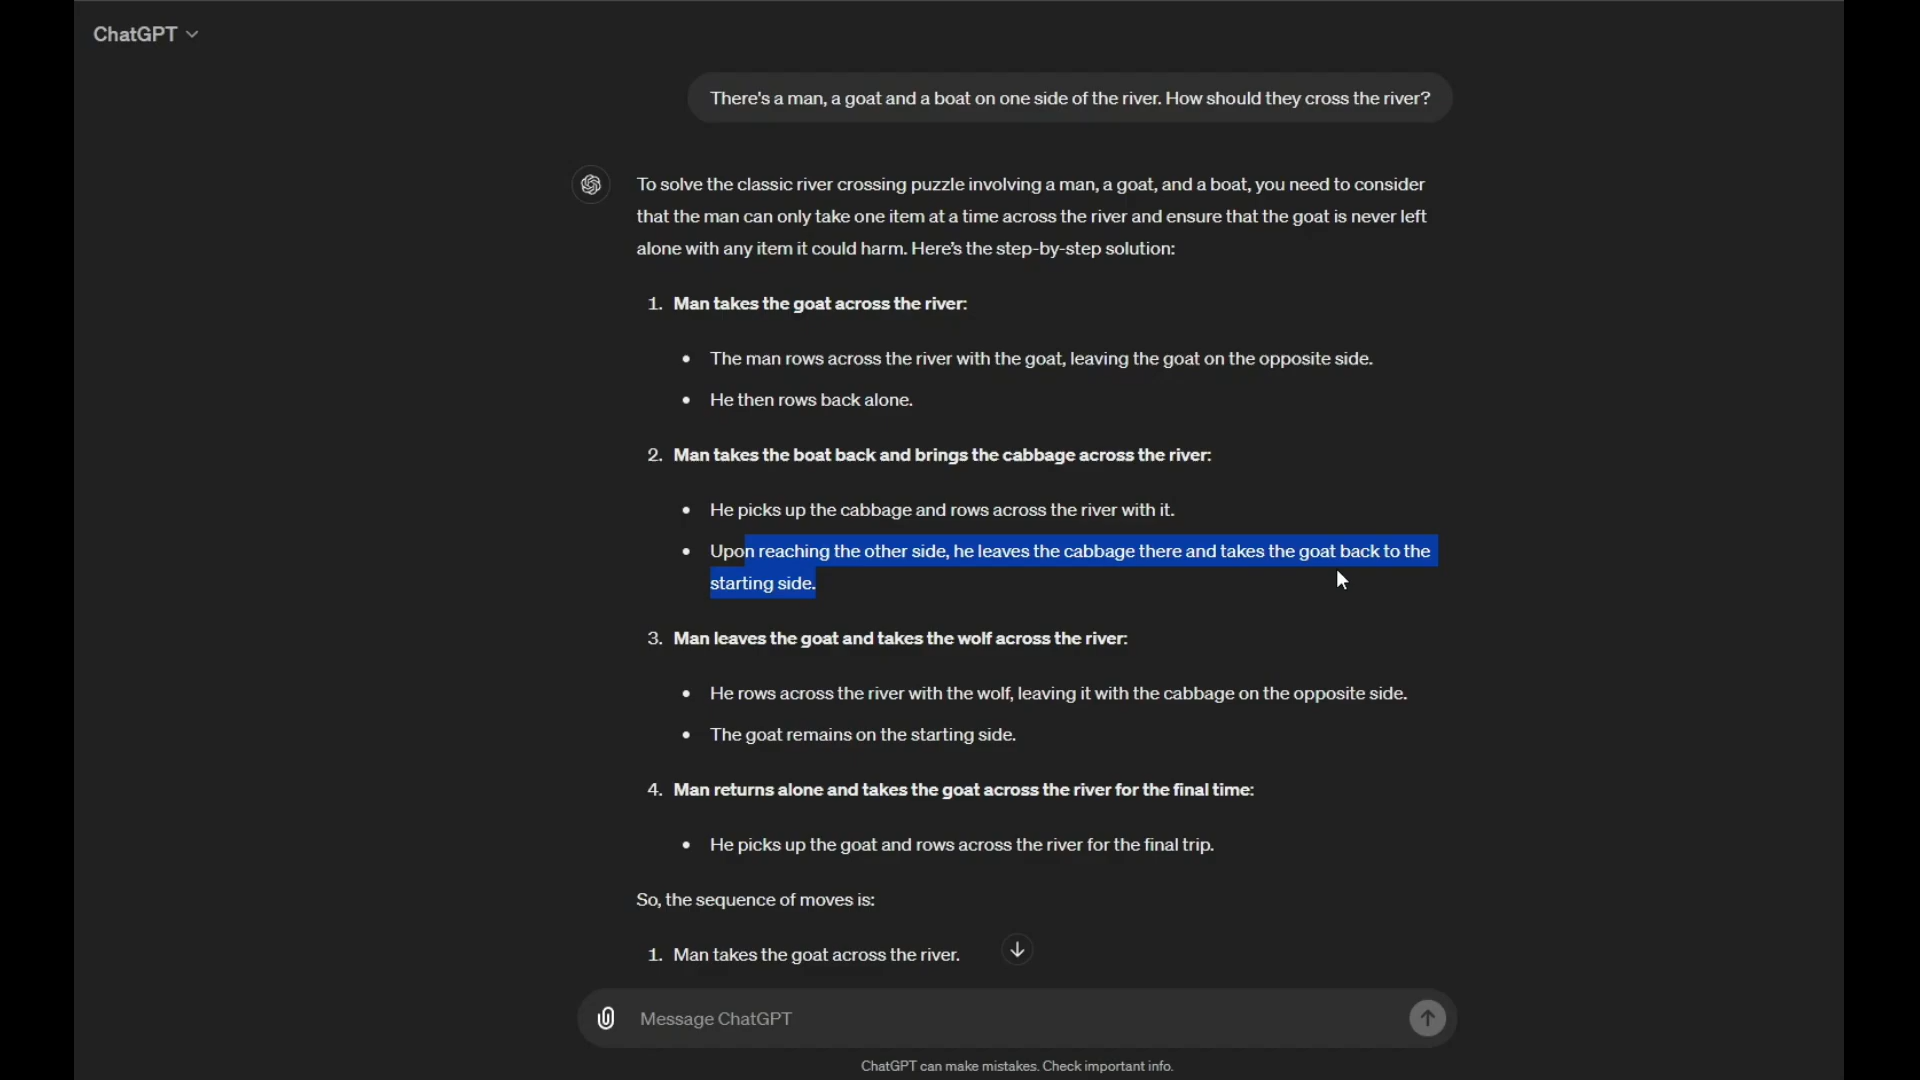 ChatGPT
There's a man, a goat and a boat on one side of the river. How should they cross the river?
To solve the classic river crossing puzzle involving a man, a goat, and a boat, you need to consider
that the man can only take one item at a time across the river and ensure that the goat is never left
alone with any item it could harm. Here's the step-by-step solution:
1. Man takes the goat across the river:
• The man rows across the river with the goat, leaving the goat on the opposite side.
• He then rows back alone.
2. Man takes the boat back and brings the cabbage across the river:
• He picks up the cabbage and rows across the river with it.
• Upon reaching the other side, he leaves the cabbage there and takes the goat back to the
starting side.
3. Man leaves the goat and takes the wolf across the river:
• He rows across the river with the wolf, leaving it with the cabbage on the opposite side.
• The goat remains on the starting side.
4. Man returns alone and takes the goat across the river for the final time:
• He picks up the goat and rows across the river for the final trip.
So, the sequence of moves is:
1. Man takes the goat across the river.
Message ChatGPT
ChatGPT can make mistakes. Check important info.